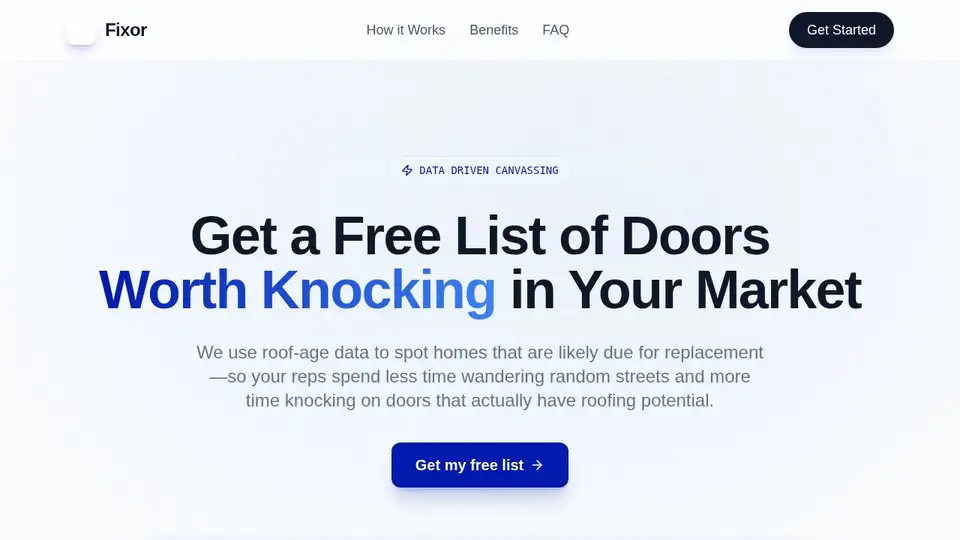 Fixor
How it Works
Benefits
FAQ
Get Started
DATA DRIVEN CANVASSING
Get a Free List of Doors
Worth Knocking in Your Market
We use roof-age data to spot homes that are likely due for replacement
—so your reps spend less time wandering random streets and more
time knocking on doors that actually have roofing potential.
Get my free list →